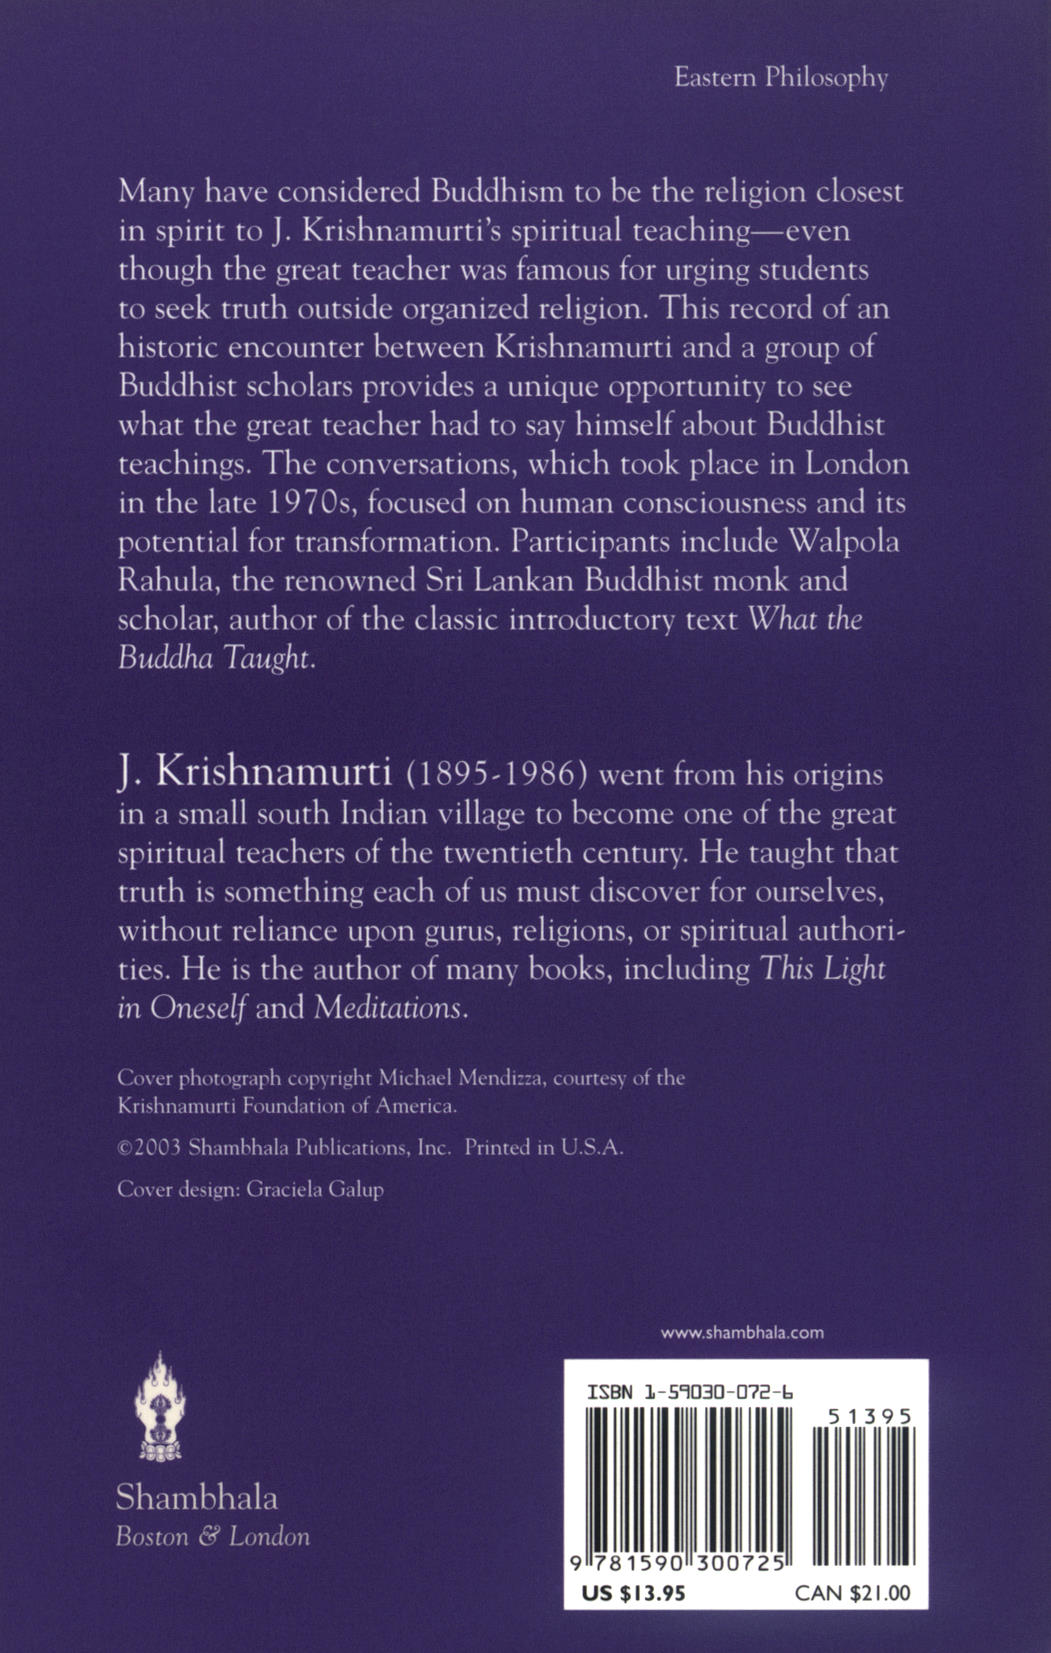 Eastern Philosophy
Many have considered Buddhism to be the religion closest
in spirit to J. Krishnamurti's spiritual teaching—even
though the great teacher was famous for urging students
to seek truth outside organized religion. This record of an
historic encounter between Krishnamurti and a group of
Buddhist scholars provides a unique opportunity to see
what the great teacher had to say himself about Buddhist
teachings. The conversations, which took place in London
in the late 1970s, focused on human consciousness and its
potential for transformation. Participants include Walpola
Rahula, the renowned Sri Lankan Buddhist monk and
scholar, author of the classic introductory text What the
Buddha Taught.
J. Krishnamurti (1895-1986) went from his origins
in a small south Indian village to become one of the great
spiritual teachers of the twentieth century. He taught that
truth is something each of us must discover for ourselves,
without reliance upon gurus, religions, or spiritual authori-
ties. He is the author of many books, including This Light
in Oneself and Meditations.
Cover photograph copyright Michael Mendizza, courtesy of the
Krishnamurti Foundation of America.
©2003 Shambhala Publications, Inc. Printed in U.S.A.
Cover design: Graciela Galup
www.shambhala.com
ISBN 1-59030-072-6
51395
9 781590 300725
US $13.95 CAN $21.00
Shambhala
Boston & London